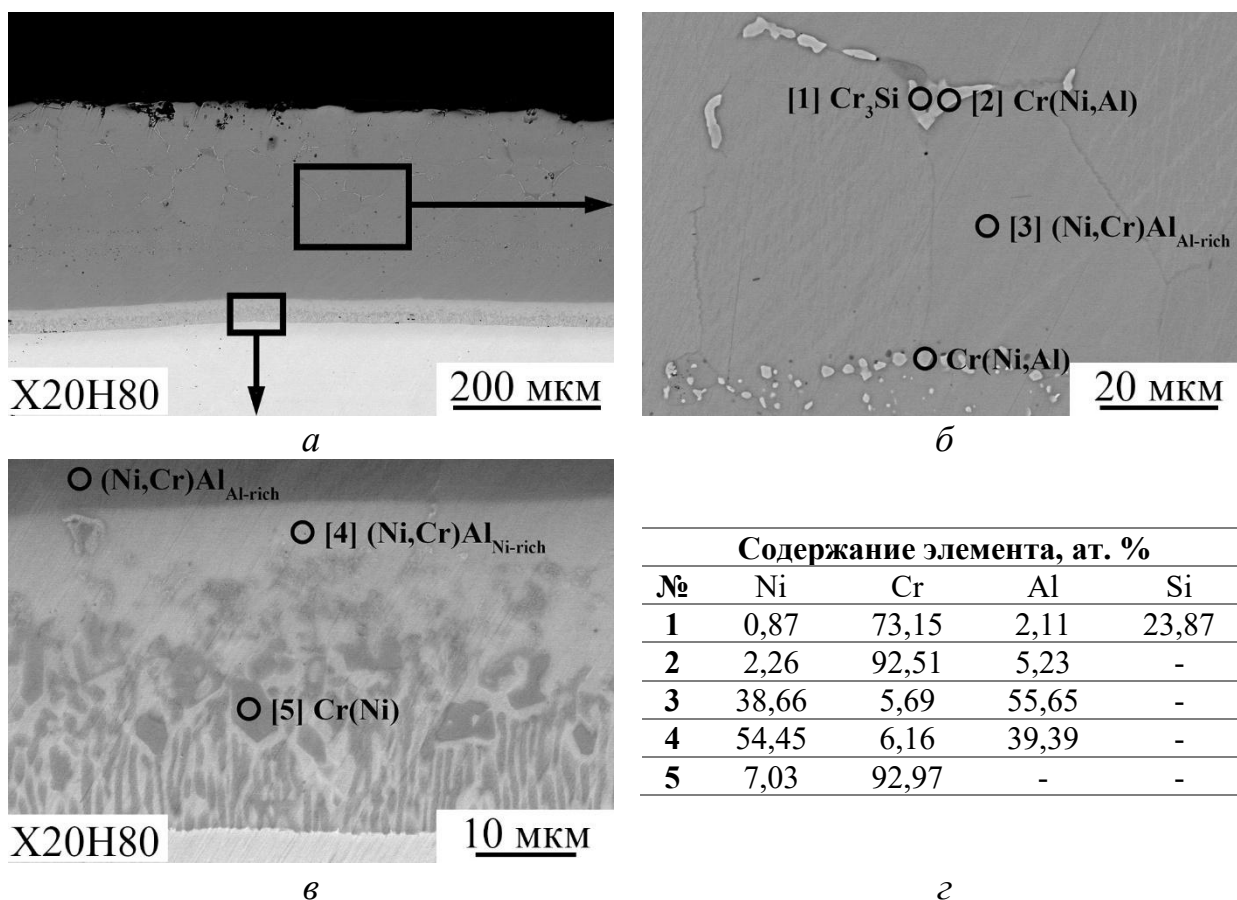 Х20Н80
200 мкм
а
[1] Cr3Si
[2] Cr(Ni,Al)
[3] (Ni,Cr)AlAl-rich
Cr(Ni,Al)
20 мкм
б
(Ni,Cr)AlAl-rich
[4] (Ni,Cr)AlNi-rich
[5] Cr(Ni)
Х20Н80
10 мкм
в
Содержание элемента, ат. %
№ Ni Cr Al Si
1 0,87 73,15 2,11 23,87
2 2,26 92,51 5,23 -
3 38,66 5,69 55,65 -
4 54,45 6,16 39,39 -
5 7,03 92,97 - -
г